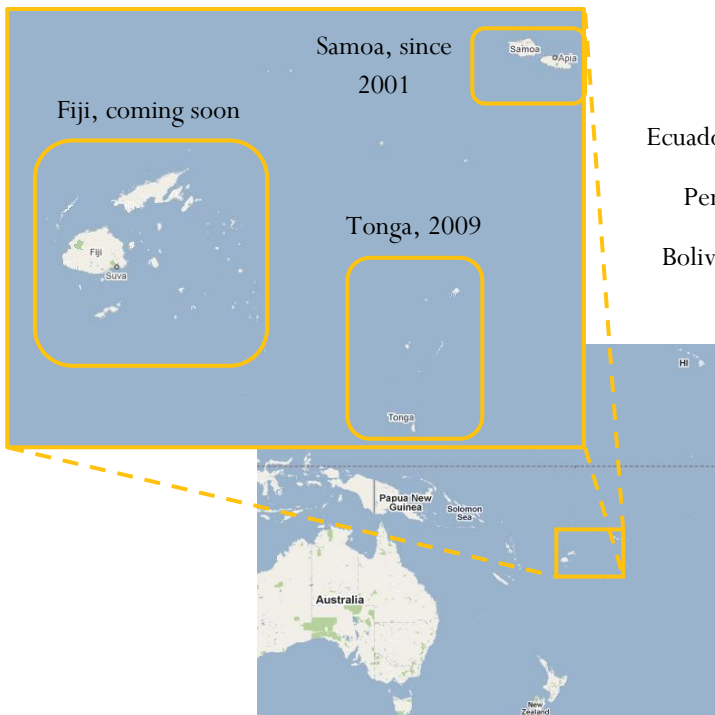 Samoa, since
2001
Samoa
Apia
Fiji, coming soon
Fiji
Suva
Tonga, 2009
Tonga
Ecuado
Per
Boliv
HI
Papua New
Guinea
Solomon
Sea
Australia
New
Zealand